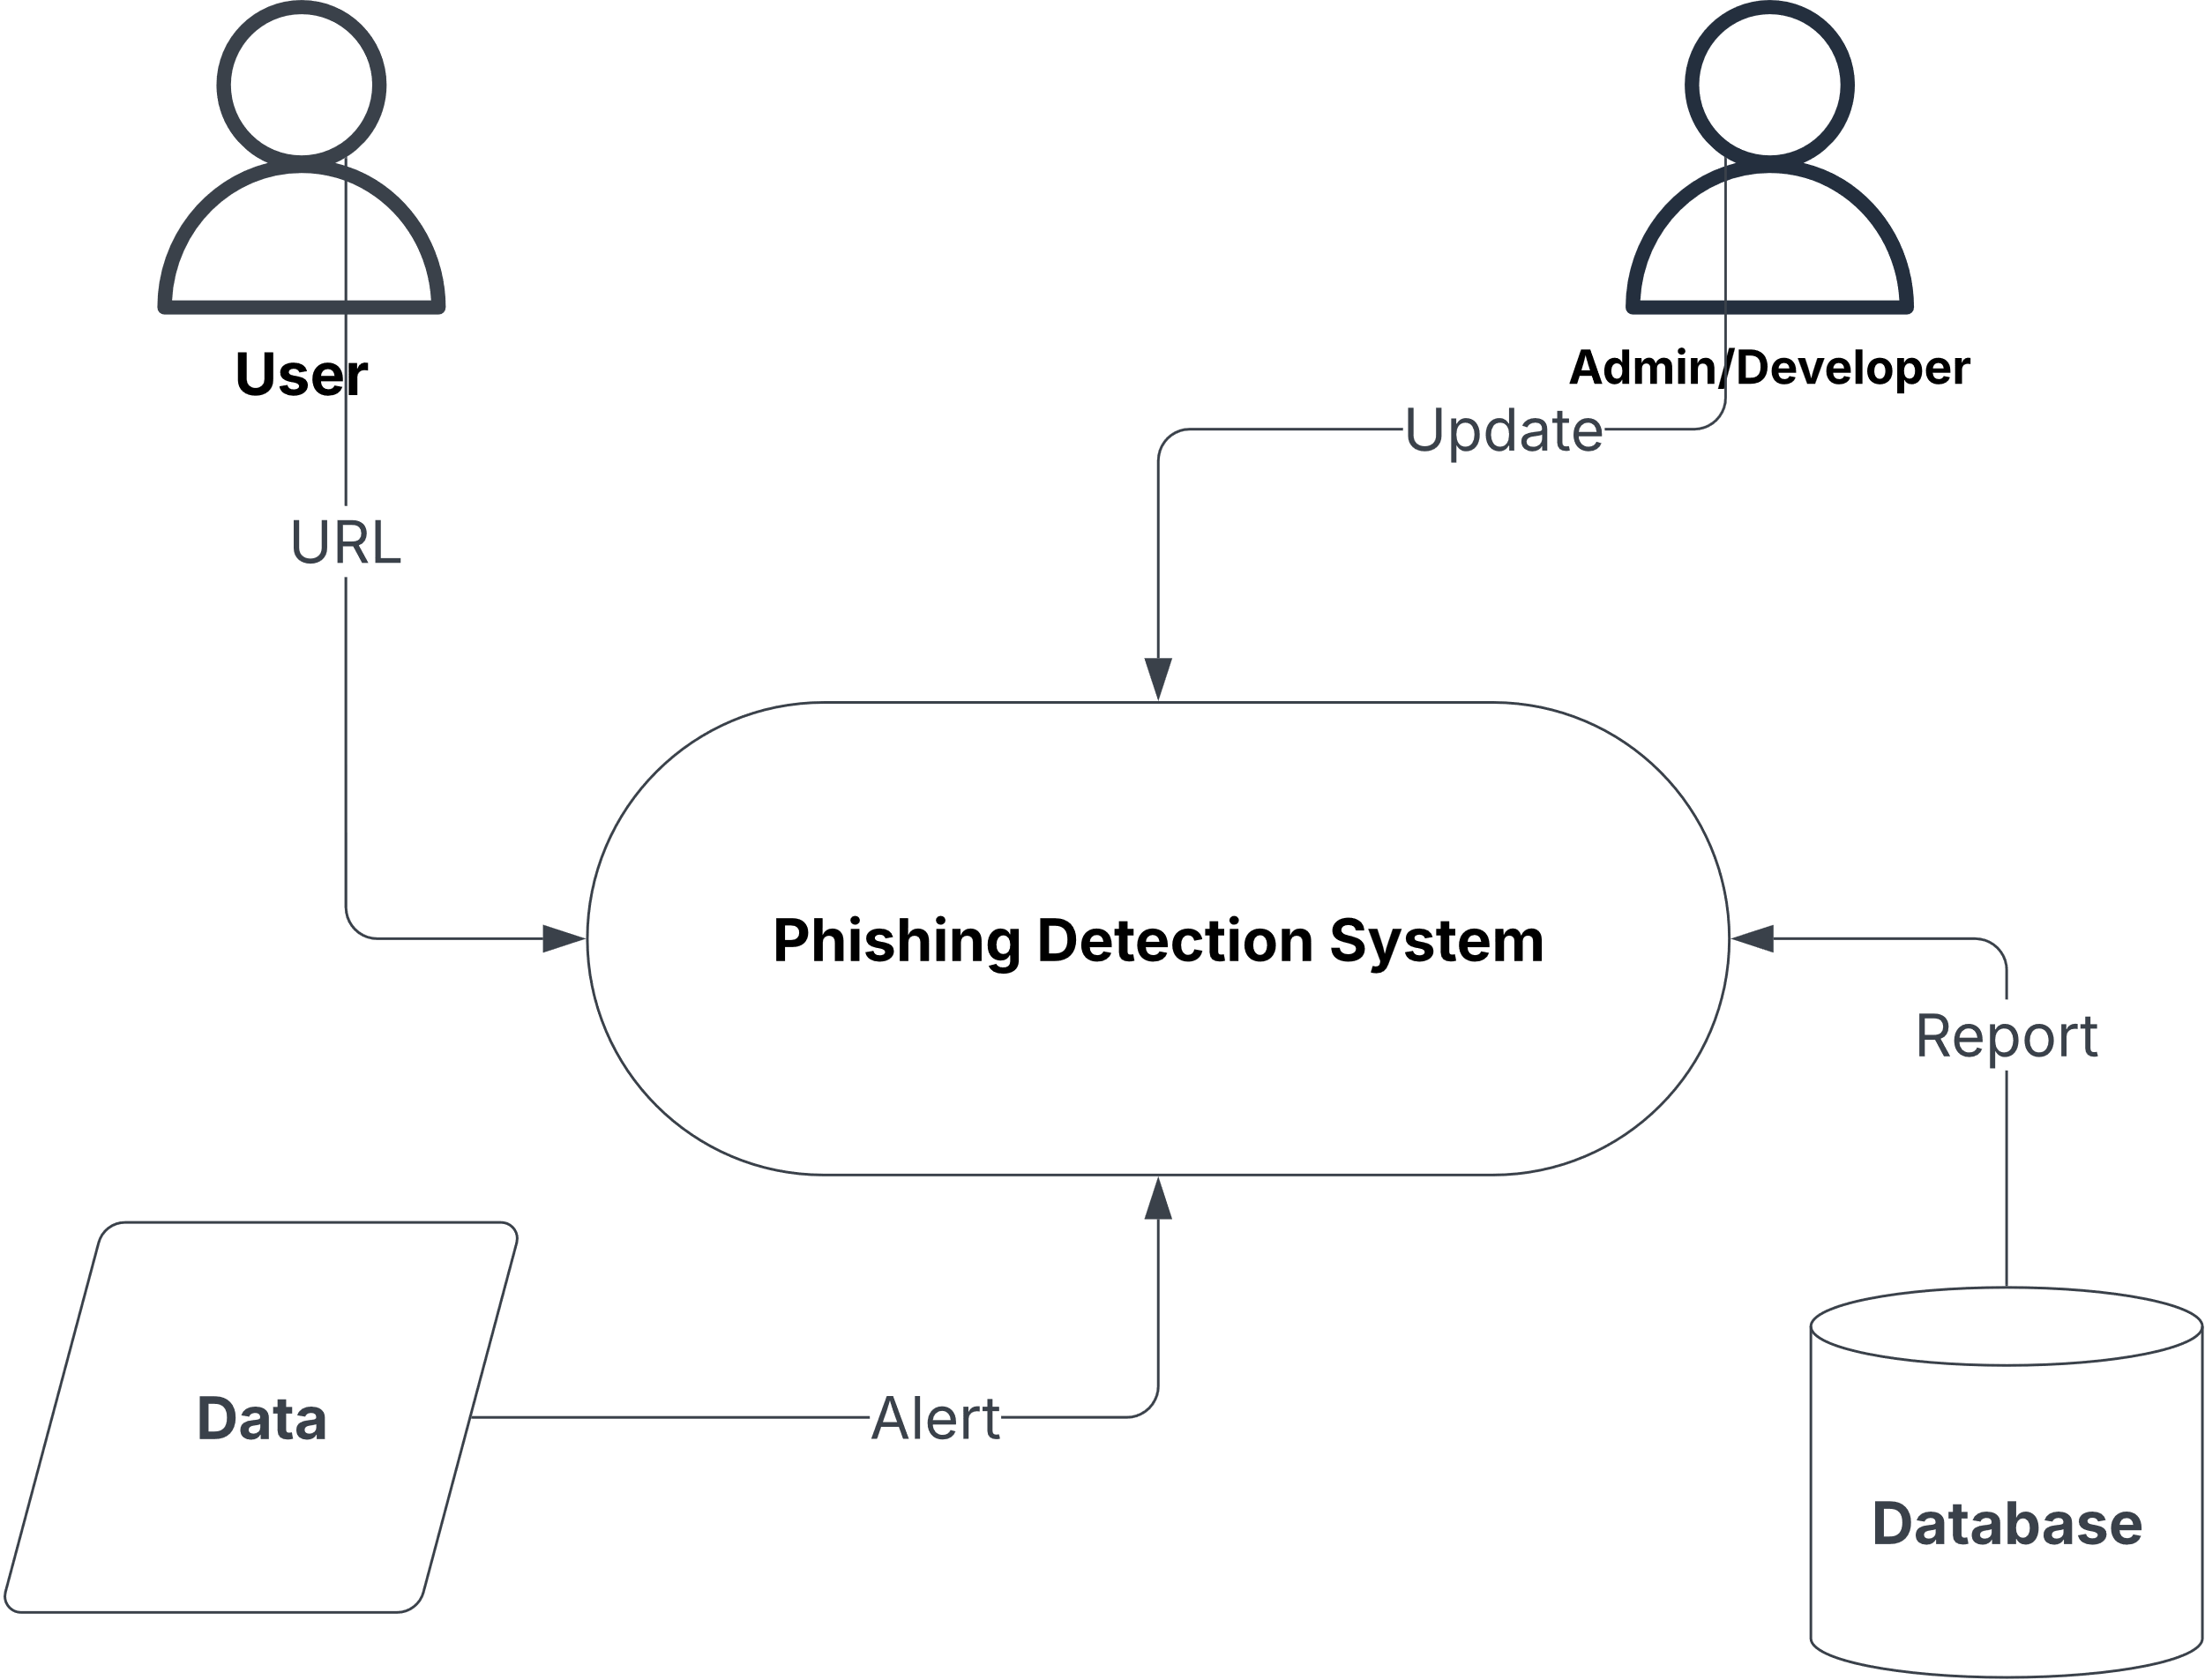 User
Admin/Developer
Update
URL
Phishing Detection System
Report
Data
Alert
Database